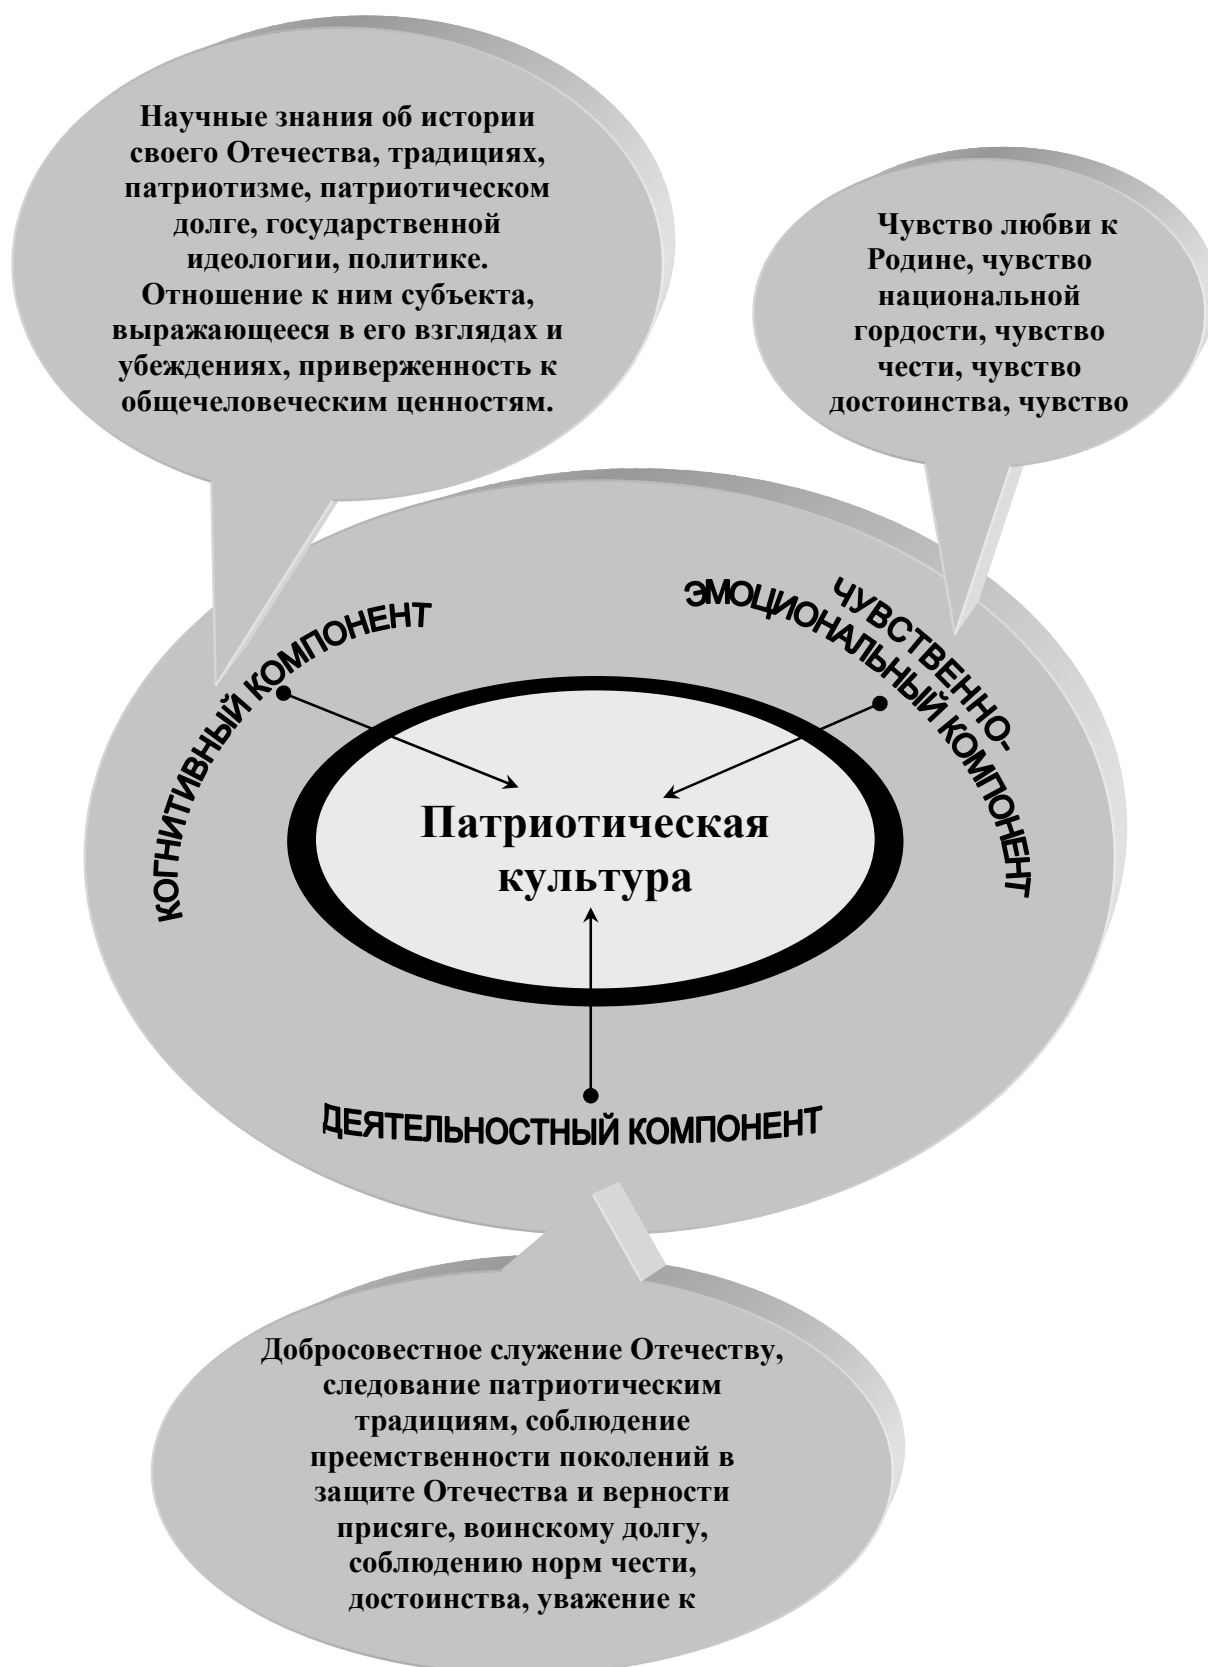 Научные знания об истории
своего Отечества, традициях,
патриотизме, патриотическом
долге, государственной
идеологии, политике.
Отношение к ним субъекта,
выражающееся в его взглядах и
убеждениях, приверженность к
общечеловеческим ценностям.
Чувство любви к
Родине, чувство
национальной
гордости, чувство
чести, чувство
достоинства, чувство
КОГНИТИВНЫЙ КОМПОНЕНТ
ЧУВСТВЕННО-
ЭМОЦИОНАЛЬНЫЙ КОМПОНЕНТ
Патриотическая
культура
ДЕЯТЕЛЬНОСТНЫЙ КОМПОНЕНТ
Добросовестное служение Отечеству,
следование патриотическим
традициям, соблюдение
преемственности поколений в
защите Отечества и верности
присяге, воинскому долгу,
соблюдению норм чести,
достоинства, уважение к